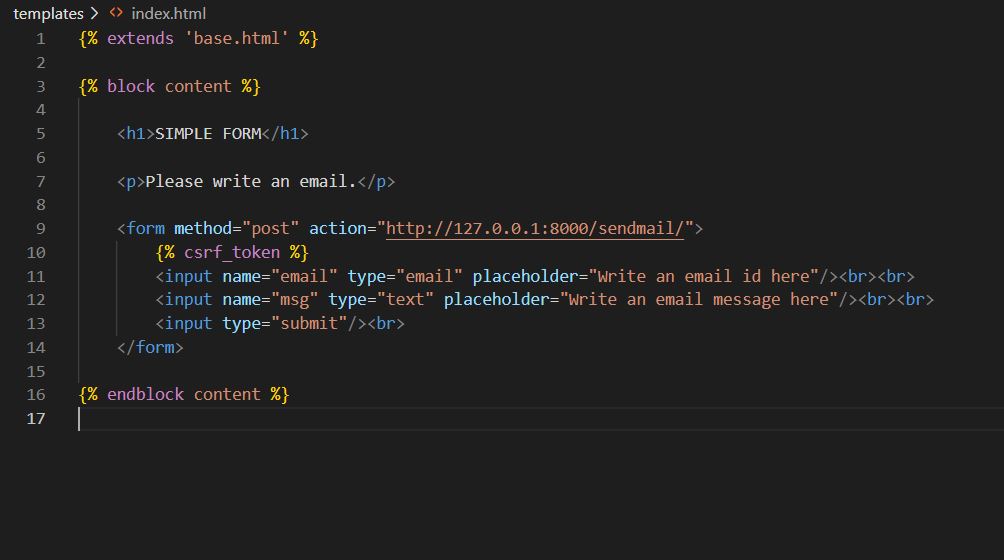 templates > <> index.html
1 {% extends 'base.html' %}
2
3 {% block content %}
4
5 <h1>SIMPLE FORM</h1>
6
7 <p>Please write an email.</p>
8
9 <form method="post" action="http://127.0.0.1:8000/sendmail/">
10 {% csrf_token %}
11 <input name="email" type="email" placeholder="Write an email id here"/><br><br>
12 <input name="msg" type="text" placeholder="Write an email message here"/><br><br>
13 <input type="submit"/><br>
14 </form>
15
16 {% endblock content %}
17